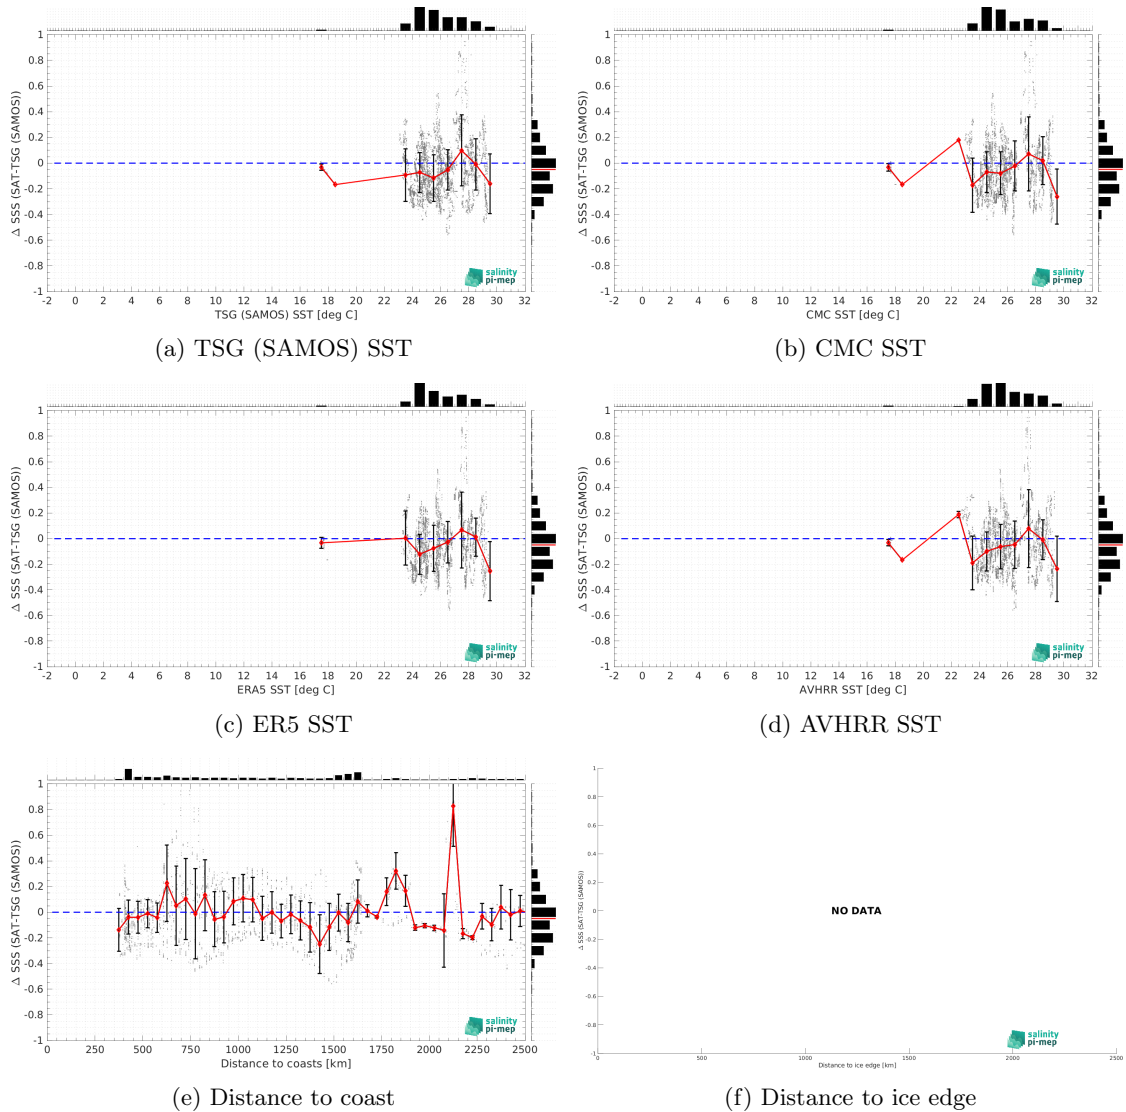 1
0.8
0.6
0.4
0.2
0
-0.2
-0.4
-0.6
-0.8
-1
Δ SSS (SAT-TSG (SAMOS))
salinity
pi-mep
-2 0 2 4 6 8 10 12 14 16 18 20 22 24 26 28 30 32
TSG (SAMOS) SST [deg C]
(a) TSG (SAMOS) SST
1
0.8
0.6
0.4
0.2
0
-0.2
-0.4
-0.6
-0.8
-1
Δ SSS (SAT-TSG (SAMOS))
salinity
pi-mep
-2 0 2 4 6 8 10 12 14 16 18 20 22 24 26 28 30 32
CMC SST [deg C]
(b) CMC SST
1
0.8
0.6
0.4
0.2
0
-0.2
-0.4
-0.6
-0.8
-1
Δ SSS (SAT-TSG (SAMOS))
salinity
pi-mep
-2 0 2 4 6 8 10 12 14 16 18 20 22 24 26 28 30 32
ERA5 SST [deg C]
(c) ER5 SST
1
0.8
0.6
0.4
0.2
0
-0.2
-0.4
-0.6
-0.8
-1
Δ SSS (SAT-TSG (SAMOS))
salinity
pi-mep
-2 0 2 4 6 8 10 12 14 16 18 20 22 24 26 28 30 32
AVHRR SST [deg C]
(d) AVHRR SST
1
0.8
0.6
0.4
0.2
0
-0.2
-0.4
-0.6
-0.8
-1
Δ SSS (SAT-TSG (SAMOS))
salinity
pi-mep
0 250 500 750 1000 1250 1500 1750 2000 2250 2500
Distance to coasts [km]
(e) Distance to coast
1
0.8
0.6
0.4
0.2
0
-0.2
-0.4
-0.6
-0.8
-1
Δ SSS (SAT-TSG (SAMOS))
NO DATA
salinity
pi-mep
0 500 1000 1500 2000 2500
Distance to ice edge [km]
(f) Distance to ice edge